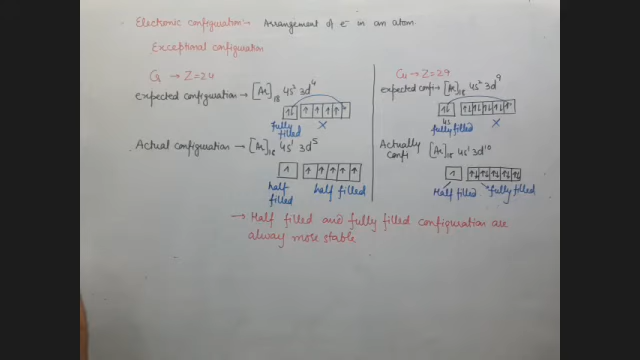 Electronic configuration:- Arrangement of e⁻ in an atom.
Exceptional configuration
Cr → Z=24
expected configuration → [Ar]₁₈ 4s² 3d⁴
fully filled
×
Actual configuration → [Ar]₁₈ 4s¹ 3d⁵
half filled
half filled
Cu → Z=29
expected confi → [Ar]₁₈ 4s² 3d⁹
4s
fully filled
×
Actually confi [Ar]₁₈ 4s¹ 3d¹⁰
Half filled
fully filled
→ Half filled and fully filled configuration are
alway more stable